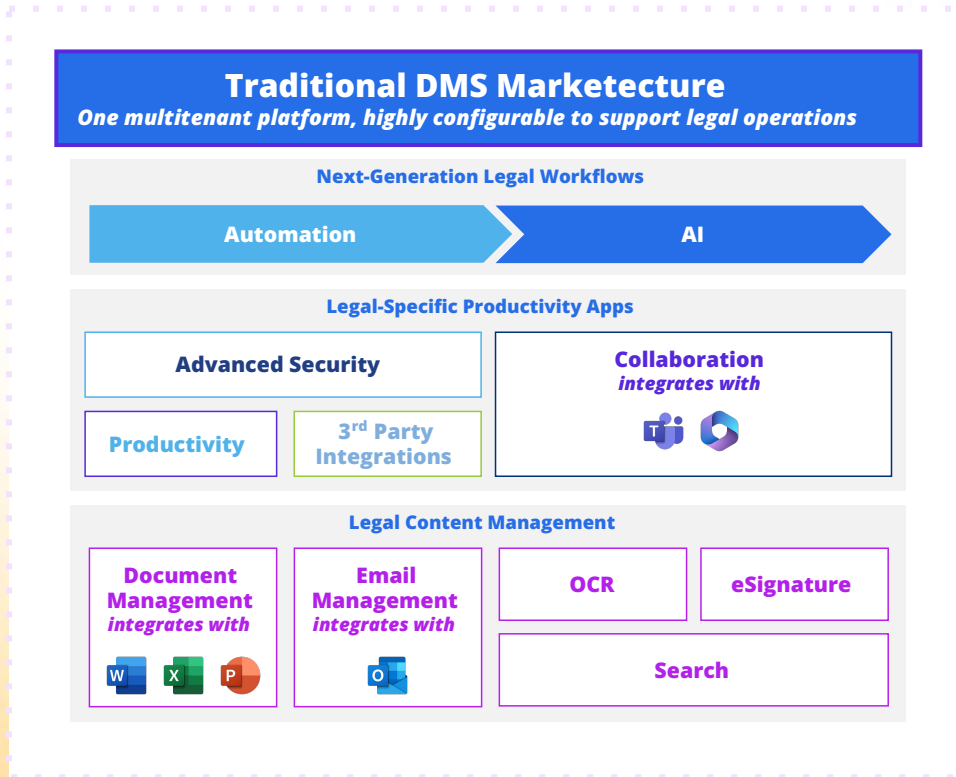 Traditional DMS Marketecture
One multitenant platform, highly configurable to support legal operations
Next-Generation Legal Workflows
Automation
AI
Legal-Specific Productivity Apps
Advanced Security
Collaboration
integrates with
T
Productivity
3rd Party
Integrations
Legal Content Management
Document
Management
integrates with
W
X
P
Email
Management
integrates with
O
OCR
eSignature
Search